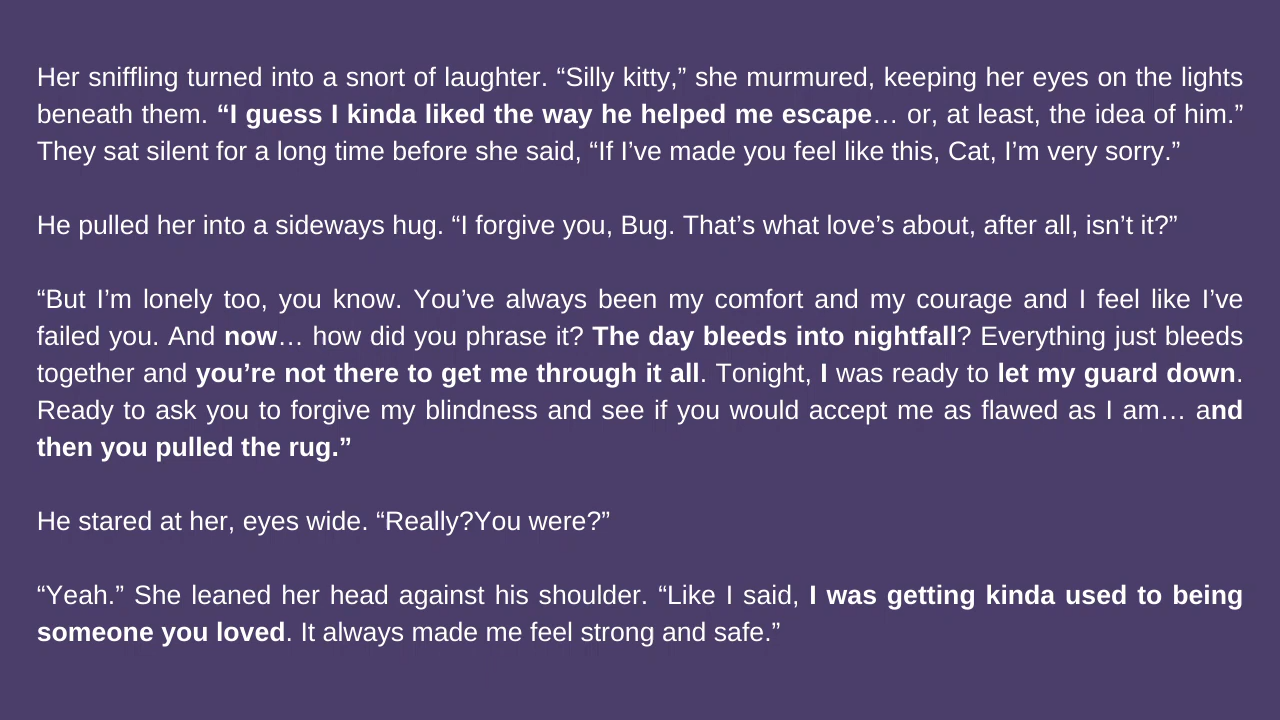 Her sniffling turned into a snort of laughter. “Silly kitty,” she murmured, keeping her eyes on the lights
beneath them. “I guess I kinda liked the way he helped me escape… or, at least, the idea of him.”
They sat silent for a long time before she said, “If I’ve made you feel like this, Cat, I’m very sorry.”
He pulled her into a sideways hug. “I forgive you, Bug. That’s what love’s about, after all, isn’t it?”
“But I’m lonely too, you know. You’ve always been my comfort and my courage and I feel like I’ve
failed you. And now… how did you phrase it? The day bleeds into nightfall? Everything just bleeds
together and you’re not there to get me through it all. Tonight, I was ready to let my guard down.
Ready to ask you to forgive my blindness and see if you would accept me as flawed as I am… and
then you pulled the rug.”
He stared at her, eyes wide. “Really?You were?”
“Yeah.” She leaned her head against his shoulder. “Like I said, I was getting kinda used to being
someone you loved. It always made me feel strong and safe.”